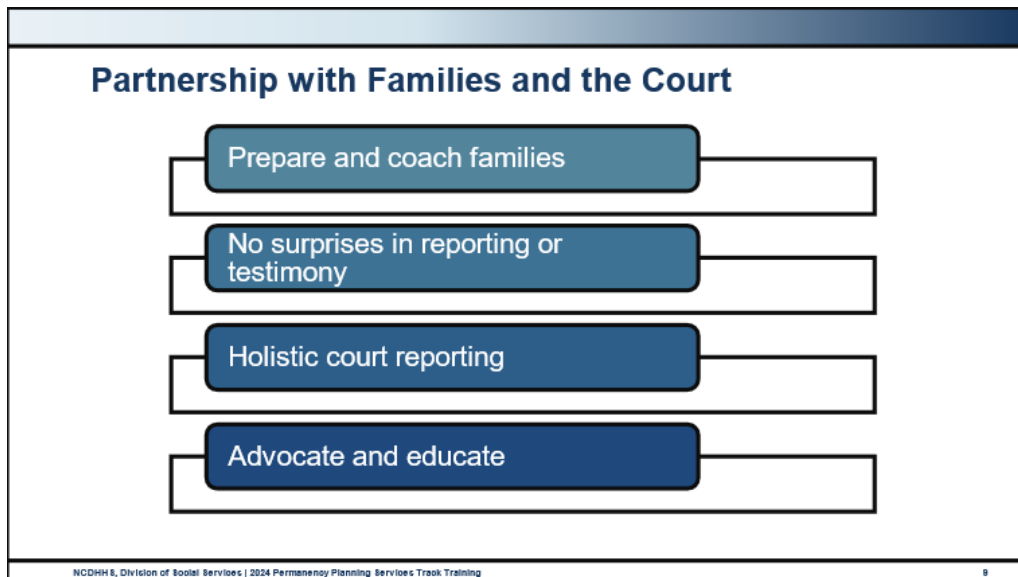 Partnership with Families and the Court
Prepare and coach families
No surprises in reporting or
testimony
Holistic court reporting
Advocate and educate
NCDHHS, Division of Social Services | 2024 Permanency Planning Services Track Training
9